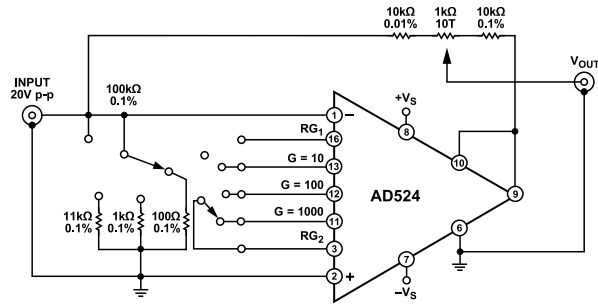 10kΩ
0.01%
1kΩ
10T
10kΩ
0.1%
INPUT
20V p-p
100kΩ
0.1%
VOUT
+VS
1
−
RG1
16
8
G = 10
13
10
G = 100
12
AD524
9
G = 1000
11
11kΩ
0.1%
1kΩ
0.1%
100Ω
0.1%
RG2
3
6
2
+
7
−VS